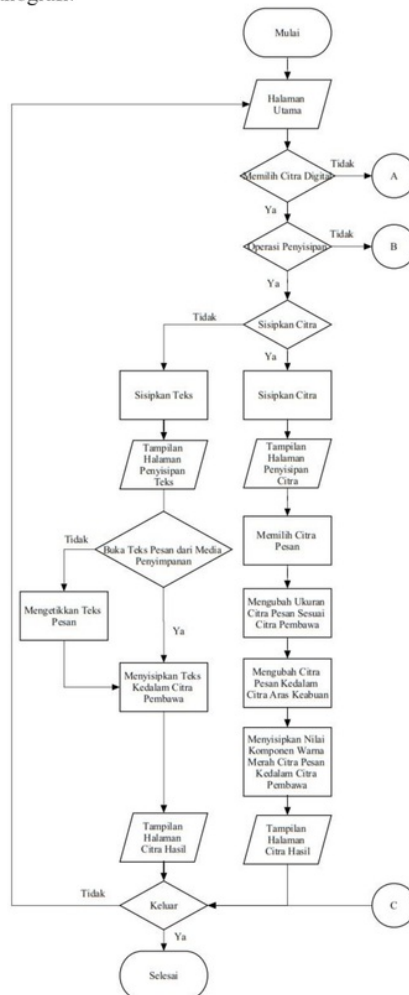 Mulai
Halaman
Utama
Memilih Citra Digital
Tidak
A
Ya
Operasi Penyisipan
Tidak
B
Ya
Sisipkan Citra
Tidak
Ya
Sisipkan Teks
Sisipkan Citra
Tampilan
Halaman
Penyisipan
Teks
Tampilan
Halaman
Penyisipan
Citra
Buka Teks Pesan dari Media
Penyimpanan
Tidak
Ya
Memilih Citra
Pesan
Mengetikkan Teks
Pesan
Mengubah Ukuran
Citra Pesan Sesuai
Citra Pembawa
Menyisipkan Teks
Kedalam Citra
Pembawa
Mengubah Citra
Pesan Kedalam
Citra Aras Keabuan
Menyisipkan Nilai
Komponen Warna
Merah Citra Pesan
Kedalam Citra
Pembawa
Tampilan
Halaman
Citra Hasil
Tampilan
Halaman
Citra Hasil
Tidak
Keluar
C
Ya
Selesai